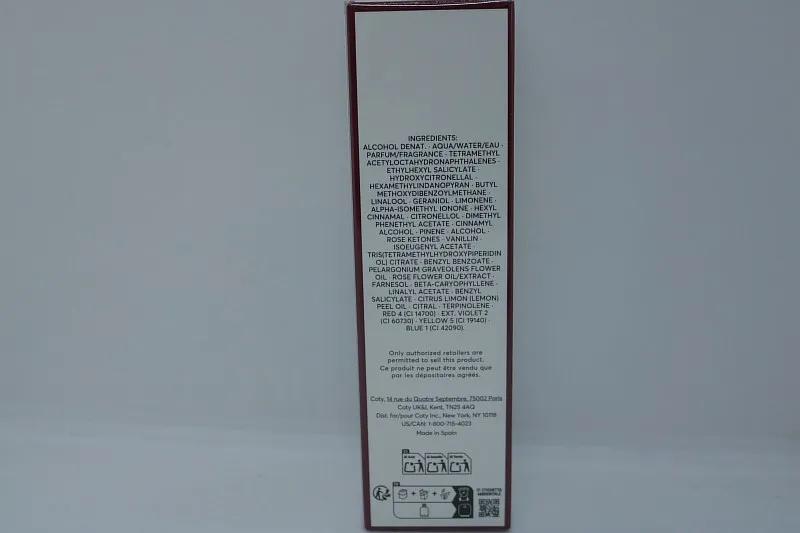 INGREDIENTS:
ALCOHOL DENAT. · AQUA/WATER/EAU ·
PARFUM/FRAGRANCE · TETRAMETHYL
ACETYLOCTAHYDRONAPHTHALENES ·
ETHYLHEXYL SALICYLATE ·
HYDROXYCITRONELLAL ·
HEXAMETHYLINDANOPYRAN · BUTYL
METHOXYDIBENZOYLMETHANE ·
LINALOOL · GERANIOL · LIMONENE ·
ALPHA-ISOMETHYL IONONE · HEXYL
CINNAMAL · CITRONELLOL · DIMETHYL
PHENETHYL ACETATE · CINNAMYL
ALCOHOL · PINENE · ALCOHOL ·
ROSE KETONES · VANILLIN ·
ISOEUGENYL ACETATE ·
TRIS(TETRAMETHYLHYDROXYPIPERIDIN
OL) CITRATE · BENZYL BENZOATE ·
PELARGONIUM GRAVEOLENS FLOWER
OIL · ROSE FLOWER OIL/EXTRACT ·
FARNESOL · BETA-CARYOPHYLLENE ·
LINALYL ACETATE · BENZYL
SALICYLATE · CITRUS LIMON (LEMON)
PEEL OIL · CITRAL · TERPINOLENE ·
RED 4 (CI 14700) · EXT. VIOLET 2
(CI 60730) · YELLOW 5 (CI 19140) ·
BLUE 1 (CI 42090).
Only authorized retailers are
permitted to sell this product.
Ce produit ne peut être vendu que
par les dépositaires agréés.
Coty, 14 rue du Quatre Septembre, 75002 Paris
Coty UK&I, Kent, TN25 4AQ
Dist. for/pour Coty Inc., New York, NY 10118
US/CAN: 1-800-715-4023
Made in Spain